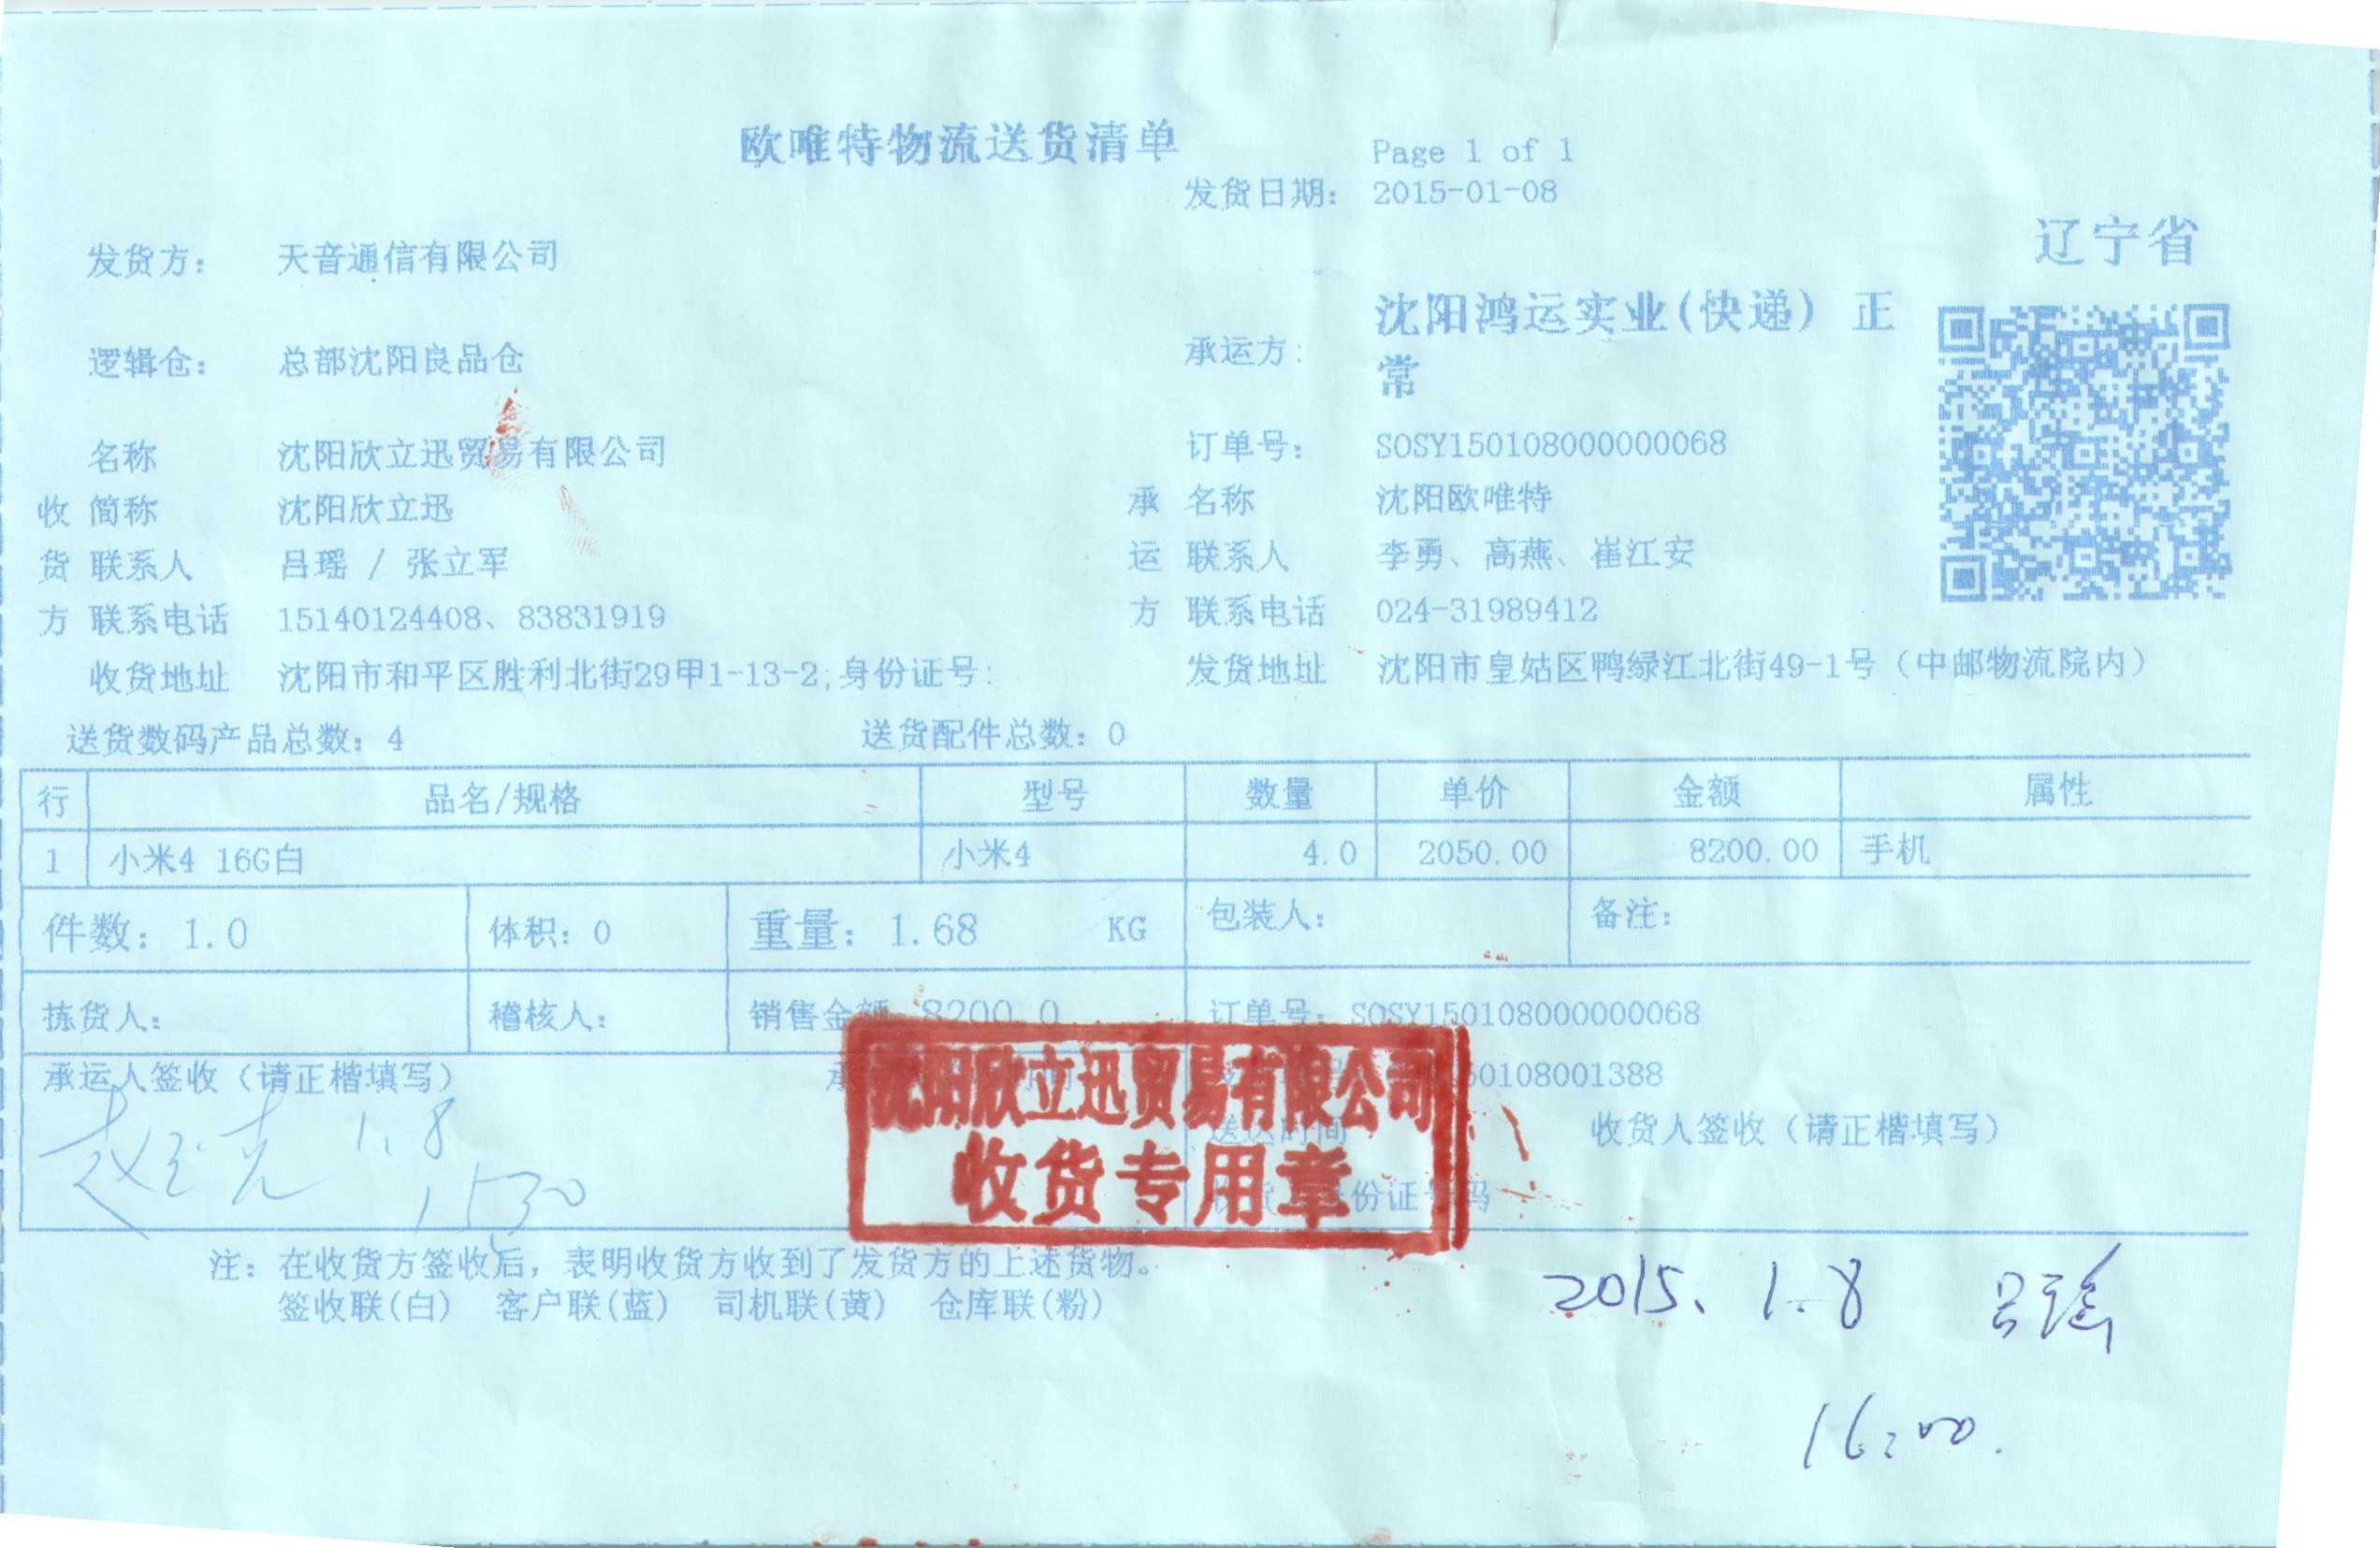 欧唯特物流送货清单
Page 1 of 1
发货日期: 2015-01-08
辽宁省
发货方: 天音通信有限公司
承运方: 沈阳鸿运实业(快递) 正常
逻辑仓: 总部沈阳良品仓
名称 沈阳欣立迅贸易有限公司
订单号: SOSY150108000000068
收 简称 沈阳欣立迅
承 名称 沈阳欧唯特
货 联系人 吕瑶 / 张立军
运 联系人 李勇、高燕、崔江安
方 联系电话 15140124408、83831919
方 联系电话 024-31989412
收货地址 沈阳市和平区胜利北街29甲1-13-2;身份证号:
发货地址 沈阳市皇姑区鸭绿江北街49-1号（中邮物流院内）
送货数码产品总数: 4 送货配件总数: 0
行 品名/规格 型号 数量 单价 金额 属性
1 小米4 16G白 小米4 4.0 2050.00 8200.00 手机
件数: 1.0 体积: 0 重量: 1.68 KG 包装人: 备注:
拣货人: 稽核人: 销售金额 8200.0 订单号: SOSY150108000000068
承运人签收（请正楷填写） 50108001388
沈阳欣立迅贸易有限公司
收货专用章
送达时间 收货人签收（请正楷填写）
份证 码
1.8
1530
注: 在收货方签收后，表明收货方收到了发货方的上述货物。
签收联(白) 客户联(蓝) 司机联(黄) 仓库联(粉)
2015. 1.8 吕瑶
16:00.